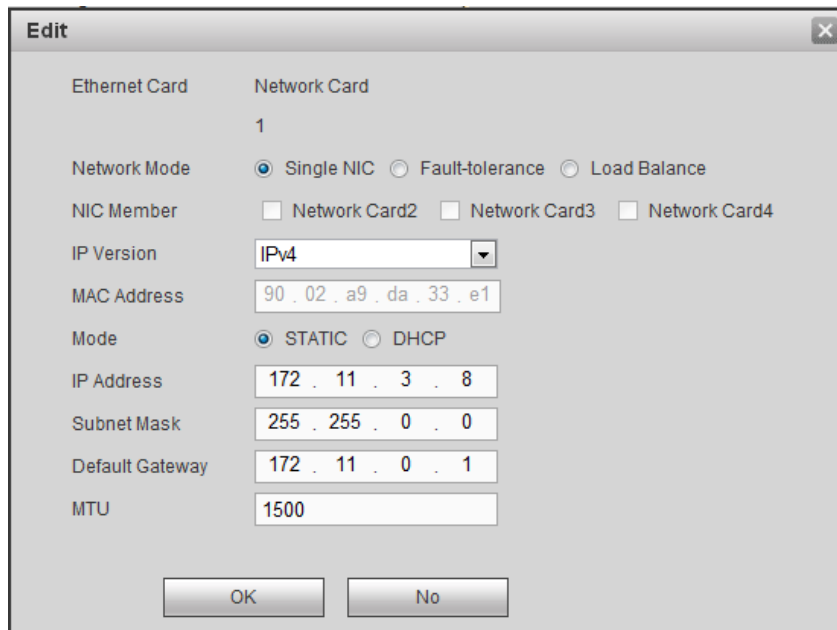 Edit
Ethernet Card Network Card
1
Network Mode Single NIC Fault-tolerance Load Balance
NIC Member Network Card2 Network Card3 Network Card4
IP Version IPv4
MAC Address 90 . 02 . a9 . da . 33 . e1
Mode STATIC DHCP
IP Address 172 . 11 . 3 . 8
Subnet Mask 255 . 255 . 0 . 0
Default Gateway 172 . 11 . 0 . 1
MTU 1500
OK No